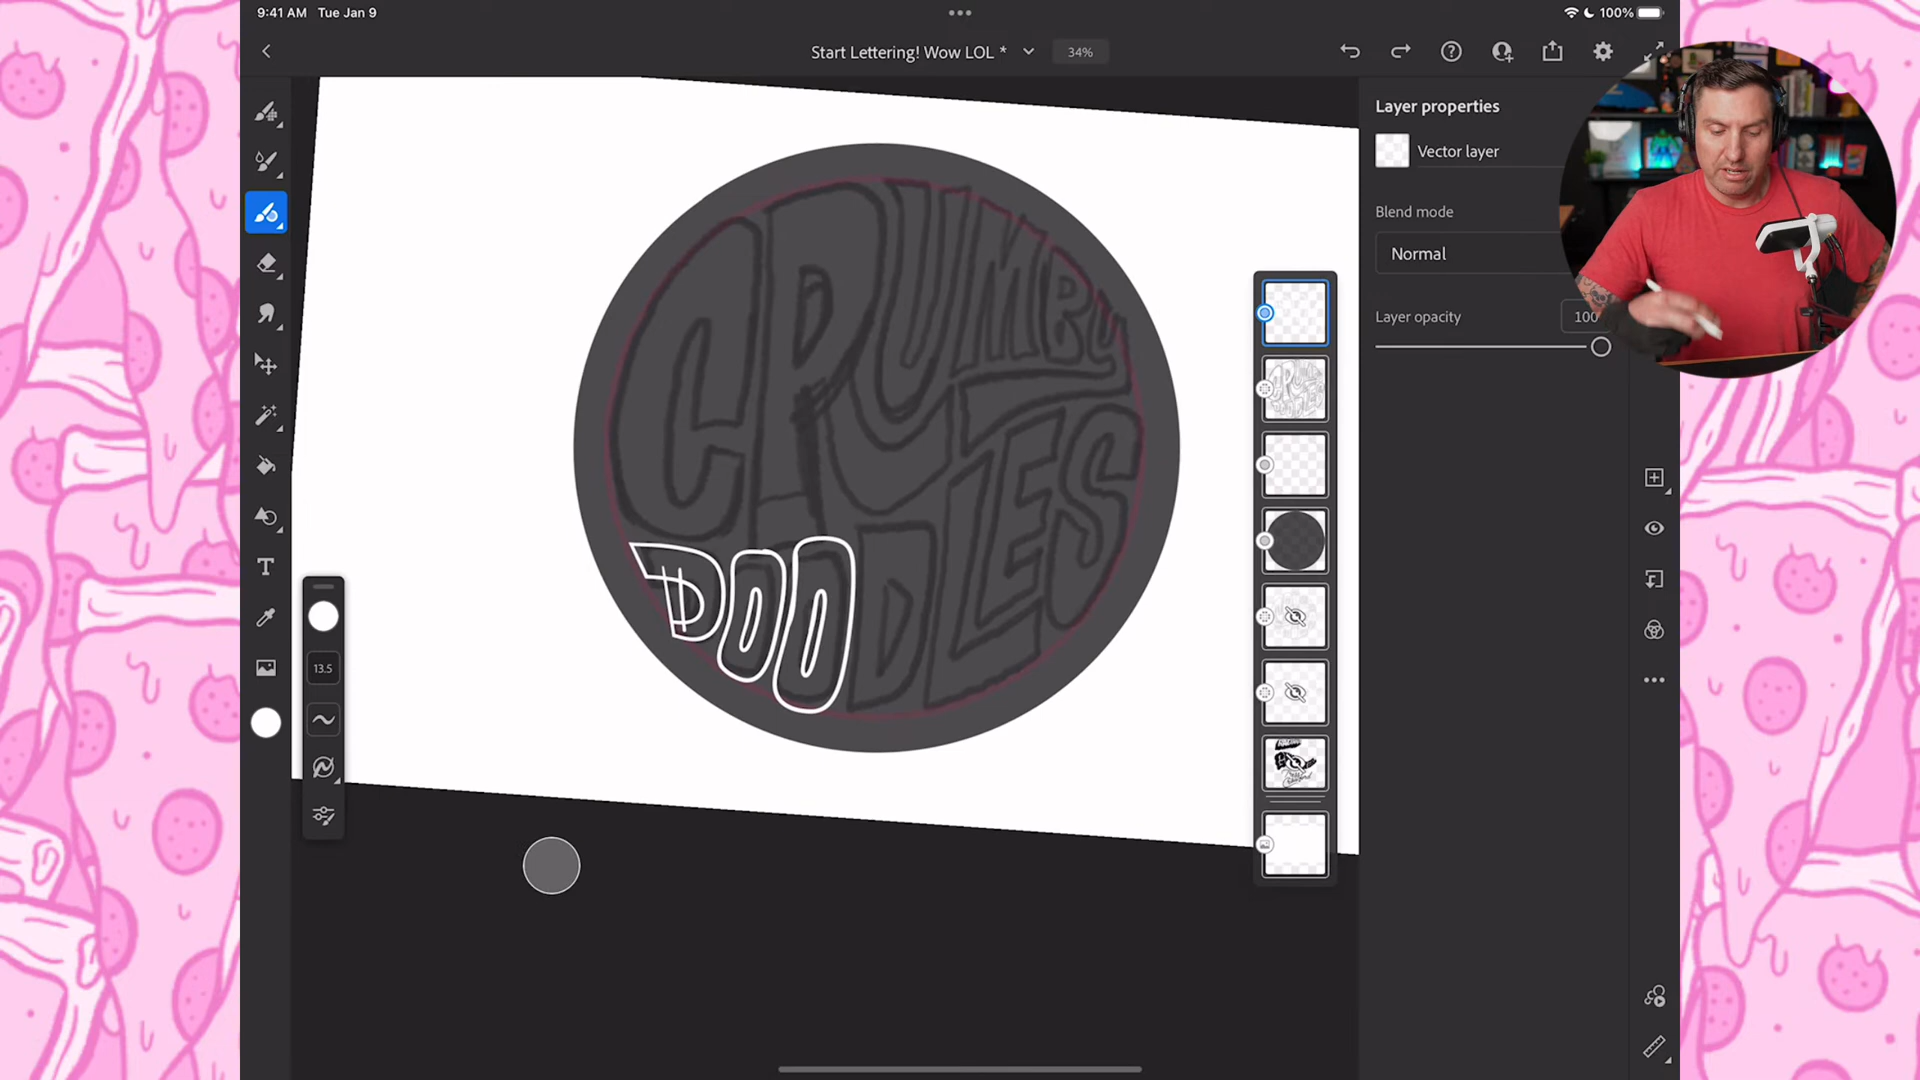 9:41 AM Tue Jan 9
100%
Start Lettering! Wow LOL *
34%
Layer properties
Vector layer
Blend mode
Normal
Layer opacity
100
13.5
CRUMBY
DOODLES
DOO